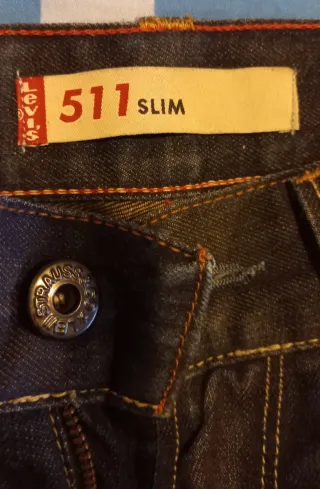 Levi's
®
511 SLIM
STRAUSS